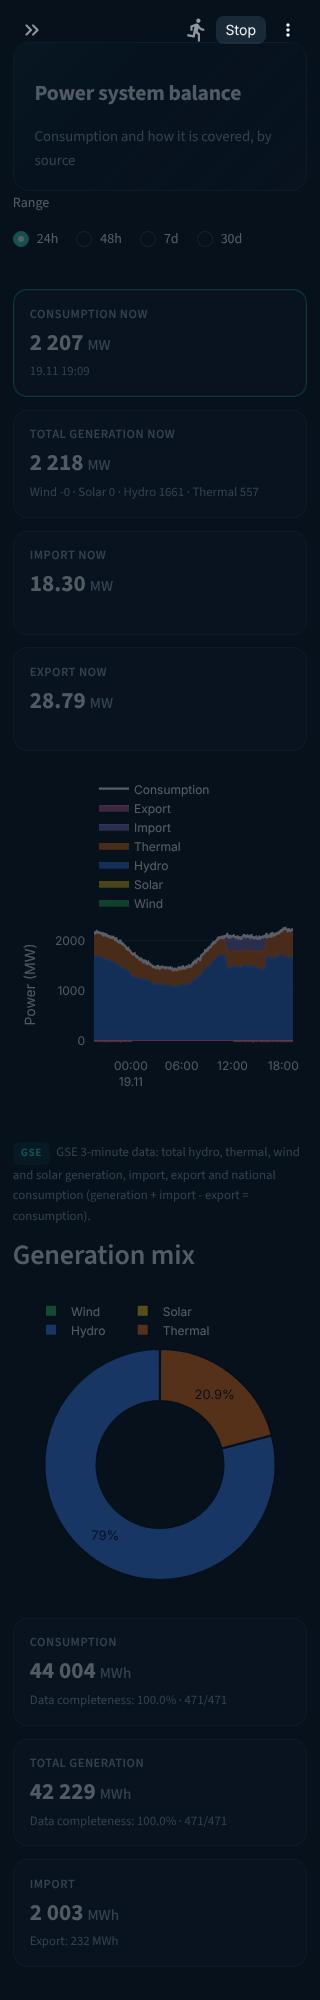 Stop
Power system balance
Consumption and how it is covered, by
source
Range
24h 48h 7d 30d
CONSUMPTION NOW
2 207 MW
19.11 19:09
TOTAL GENERATION NOW
2 218 MW
Wind -0 · Solar 0 · Hydro 1661 · Thermal 557
IMPORT NOW
18.30 MW
EXPORT NOW
28.79 MW
Consumption
Export
Import
Thermal
Hydro
Solar
Wind
Power (MW)
2000
1000
0
00:00 06:00 12:00 18:00
19.11
GSE GSE 3-minute data: total hydro, thermal, wind
and solar generation, import, export and national
consumption (generation + import - export =
consumption).
Generation mix
Wind Solar
Hydro Thermal
20.9%
79%
CONSUMPTION
44 004 MWh
Data completeness: 100.0% · 471/471
TOTAL GENERATION
42 229 MWh
Data completeness: 100.0% · 471/471
IMPORT
2 003 MWh
Export: 232 MWh